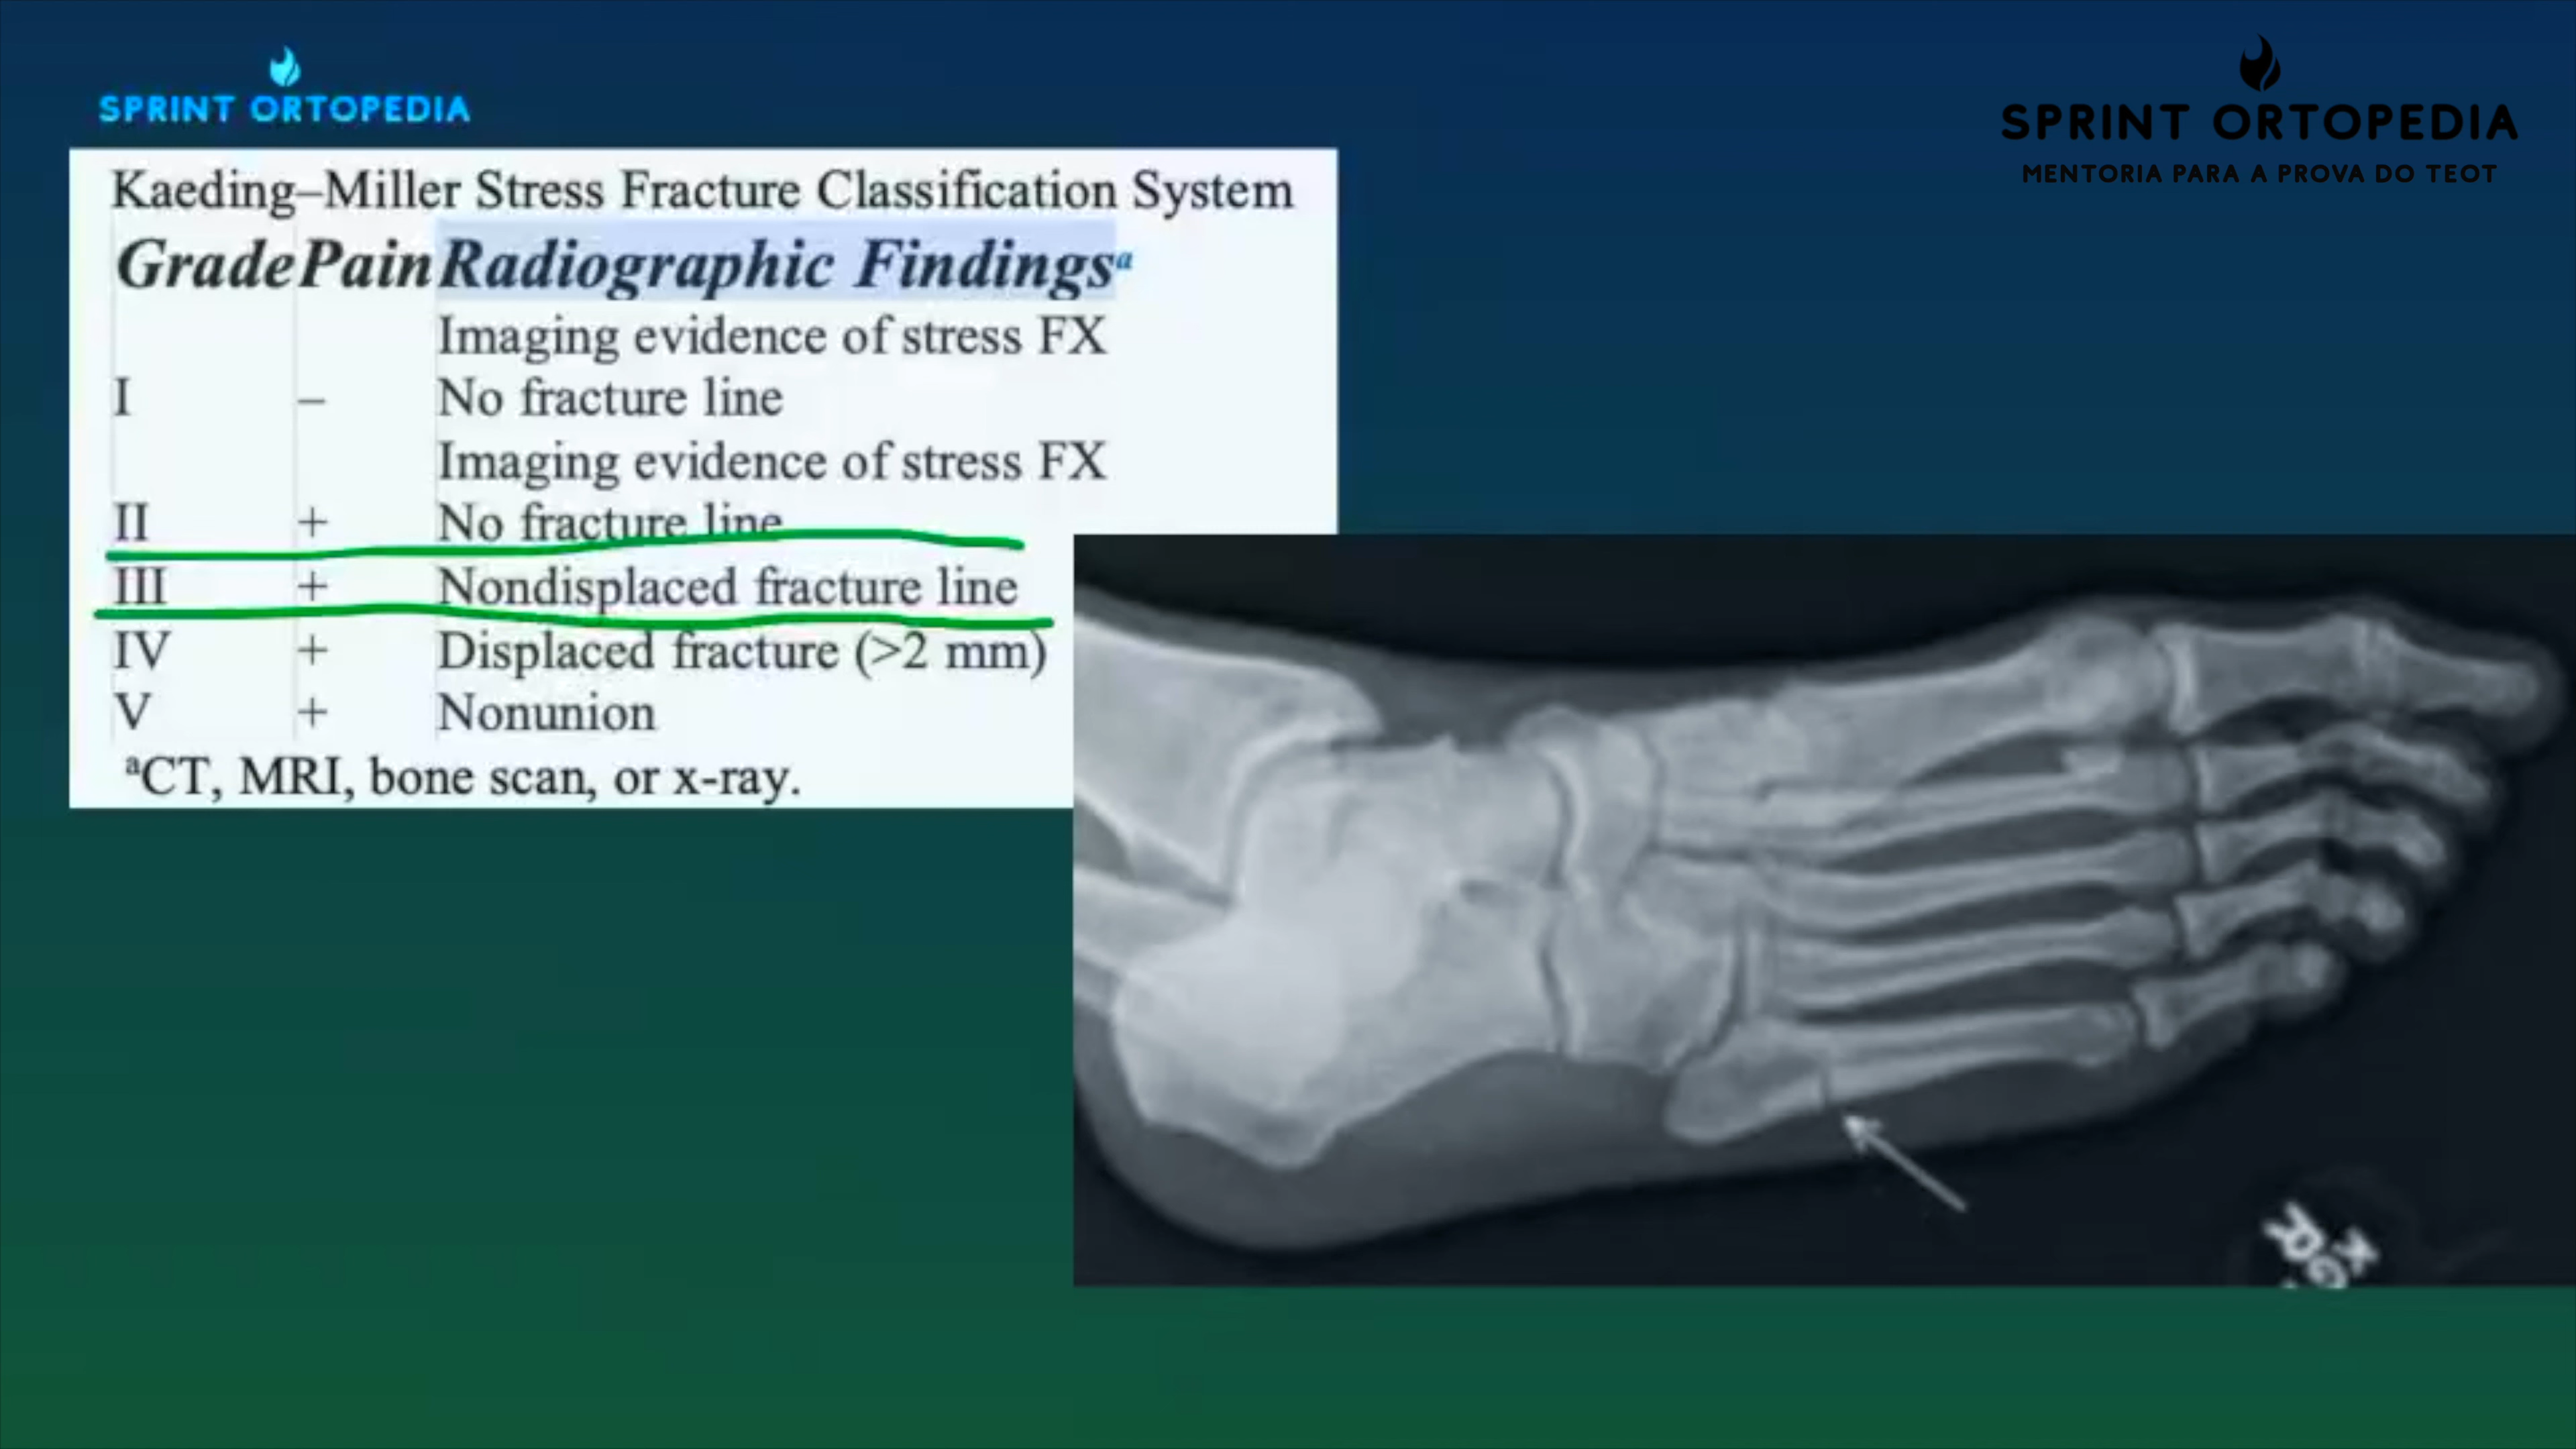 SPRINT ORTOPEDIA
SPRINT ORTOPEDIA
MENTORIA PARA A PROVA DO TEOT
Kaeding–Miller Stress Fracture Classification System
Grade Pain Radiographic Findingsª
Imaging evidence of stress FX
I – No fracture line
Imaging evidence of stress FX
II + No fracture line
III + Nondisplaced fracture line
IV + Displaced fracture (>2 mm)
V + Nonunion
ªCT, MRI, bone scan, or x-ray.